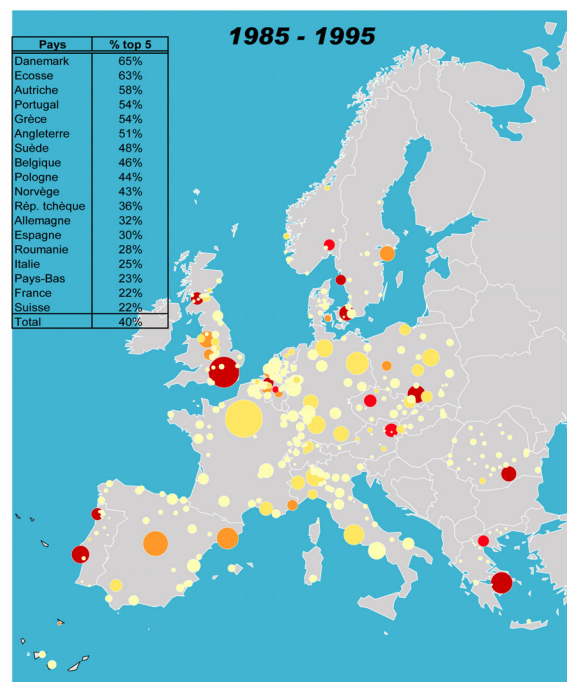 1985 - 1995
Pays % top 5
Danemark 65%
Ecosse 63%
Autriche 58%
Portugal 54%
Grèce 54%
Angleterre 51%
Suède 48%
Belgique 46%
Pologne 44%
Norvège 43%
Rép. tchèque 36%
Allemagne 32%
Espagne 30%
Roumanie 28%
Italie 25%
Pays-Bas 23%
France 22%
Suisse 22%
Total 40%